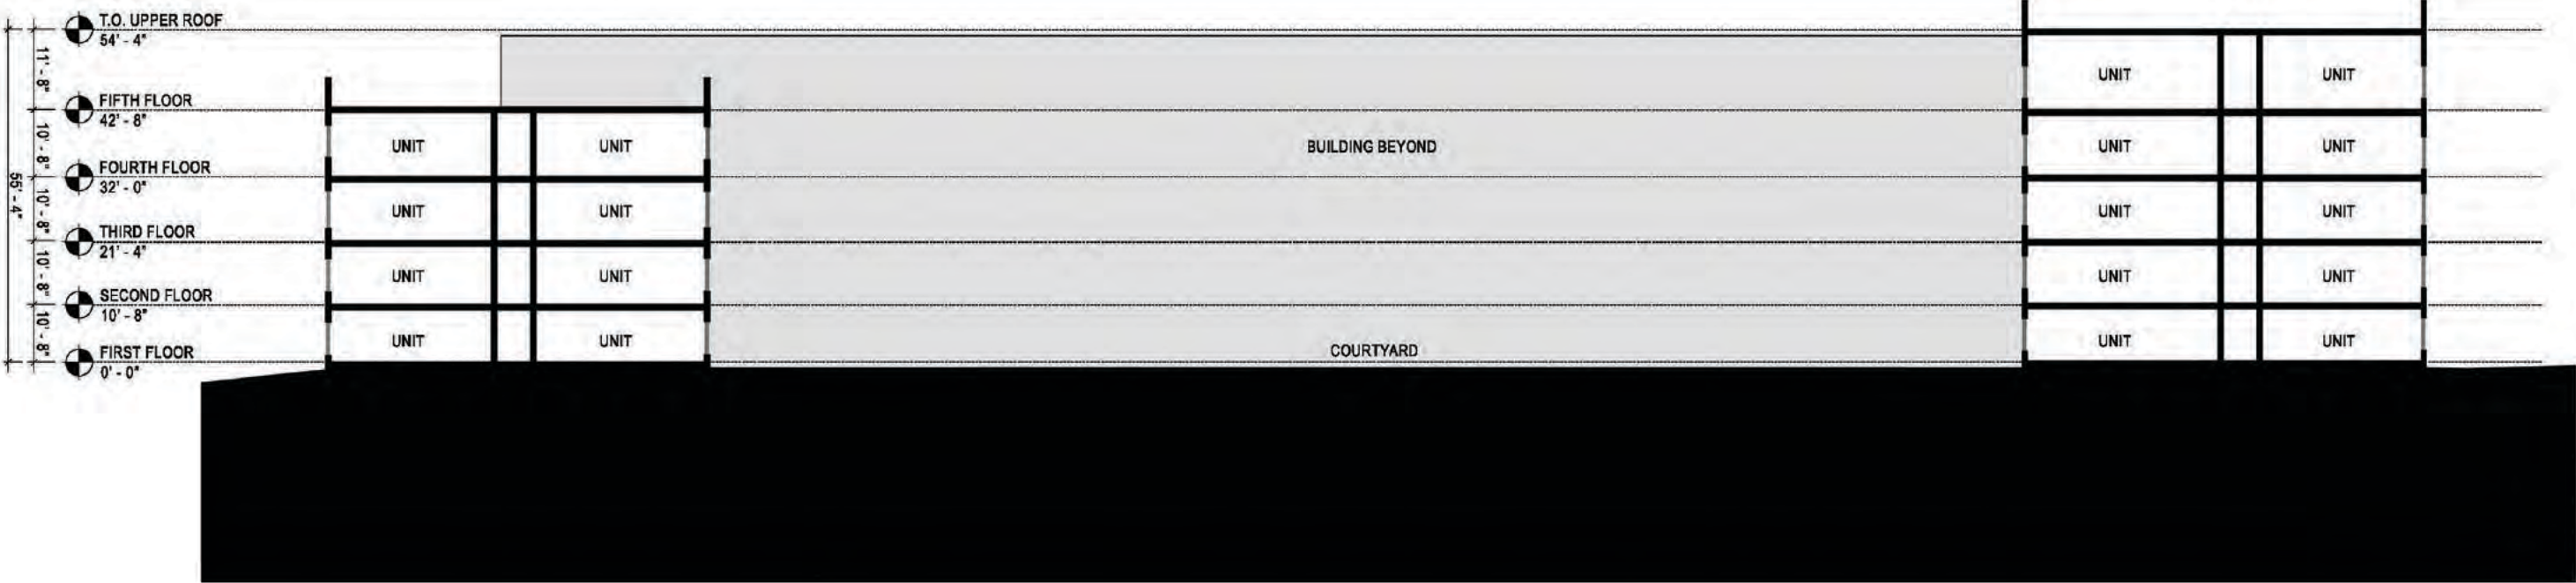 T.O. UPPER ROOF
54' - 4"
11' - 8"
FIFTH FLOOR
42' - 8"
10' - 8"
FOURTH FLOOR
32' - 0"
55' - 4"
10' - 8"
THIRD FLOOR
21' - 4"
10' - 8"
SECOND FLOOR
10' - 8"
10' - 8"
FIRST FLOOR
0' - 0"
UNIT UNIT
UNIT UNIT BUILDING BEYOND UNIT UNIT
UNIT UNIT UNIT UNIT
UNIT UNIT UNIT UNIT
UNIT UNIT UNIT UNIT
COURTYARD